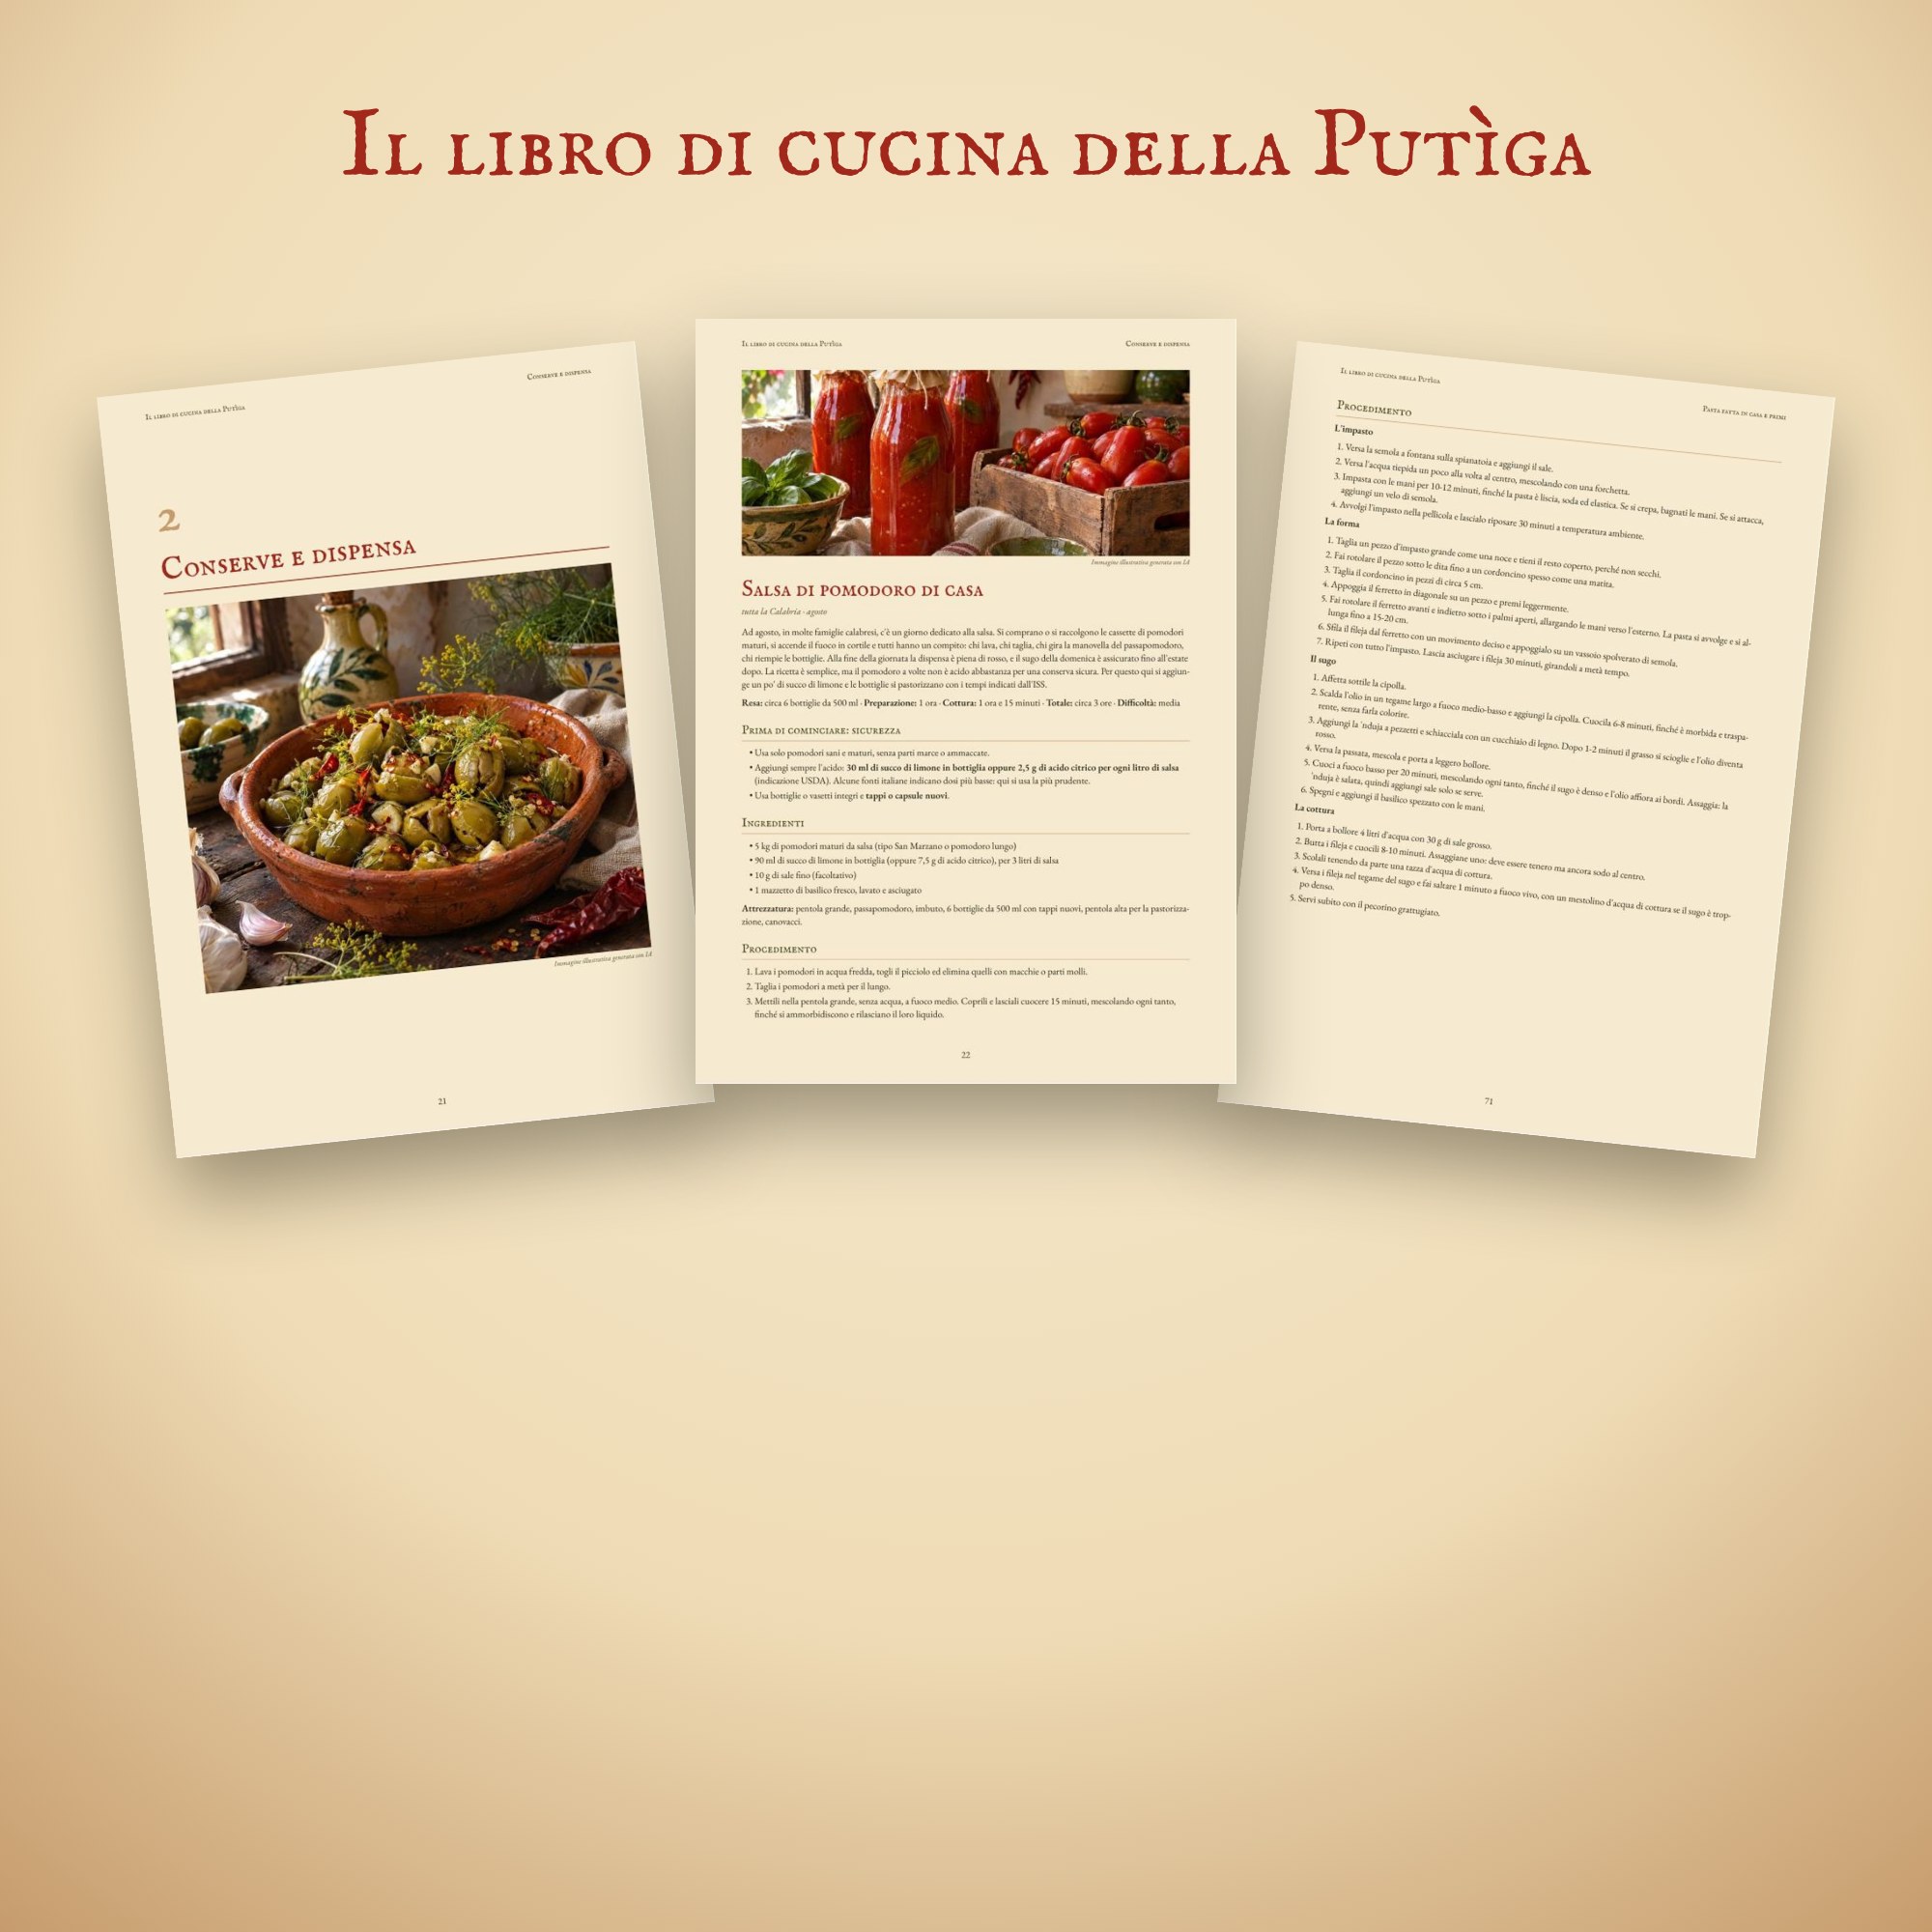 Il libro di cucina della Putìga
Il libro di cucina della Putìga
Conserve e dispensa
2
Conserve e dispensa
Immagine illustrativa generata con IA
21
Il libro di cucina della Putìga
Conserve e dispensa
Immagine illustrativa generata con IA
Salsa di pomodoro di casa
tutta la Calabria · agosto
Ad agosto, in molte famiglie calabresi, c'è un giorno dedicato alla salsa. Si comprano o si raccolgono le cassette di pomodori
maturi, si accende il fuoco in cortile e tutti hanno un compito: chi lava, chi taglia, chi gira la manovella del passapomodoro,
chi riempie le bottiglie. Alla fine della giornata la dispensa è piena di rosso, e il sugo della domenica è assicurato fino all'estate
dopo. La ricetta è semplice, ma il pomodoro a volte non è acido abbastanza per una conserva sicura. Per questo qui si aggiun-
ge un po' di succo di limone e le bottiglie si pastorizzano con i tempi indicati dall'ISS.
Resa: circa 6 bottiglie da 500 ml · Preparazione: 1 ora · Cottura: 1 ora e 15 minuti · Totale: circa 3 ore · Difficoltà: media
Prima di cominciare: sicurezza
• Usa solo pomodori sani e maturi, senza parti marce o ammaccate.
• Aggiungi sempre l'acido: 30 ml di succo di limone in bottiglia oppure 2,5 g di acido citrico per ogni litro di salsa
(indicazione USDA). Alcune fonti italiane indicano dosi più basse: qui si usa la più prudente.
• Usa bottiglie o vasetti integri e tappi o capsule nuovi.
Ingredienti
• 5 kg di pomodori maturi da salsa (tipo San Marzano o pomodoro lungo)
• 90 ml di succo di limone in bottiglia (oppure 7,5 g di acido citrico), per 3 litri di salsa
• 10 g di sale fino (facoltativo)
• 1 mazzetto di basilico fresco, lavato e asciugato
Attrezzatura: pentola grande, passapomodoro, imbuto, 6 bottiglie da 500 ml con tappi nuovi, pentola alta per la pastorizza-
zione, canovacci.
Procedimento
1. Lava i pomodori in acqua fredda, togli il picciolo ed elimina quelli con macchie o parti molli.
2. Taglia i pomodori a metà per il lungo.
3. Mettili nella pentola grande, senza acqua, a fuoco medio. Coprili e lasciali cuocere 15 minuti, mescolando ogni tanto,
finché si ammorbidiscono e rilasciano il loro liquido.
22
Il libro di cucina della Putìga
Pasta fatta di casa e primi
Procedimento
L'impasto
1. Versa la semola a fontana sulla spianatoia e aggiungi il sale.
2. Versa l'acqua tiepida un poco alla volta al centro, mescolando con una forchetta.
3. Impasta con le mani per 10-12 minuti, finché la pasta è liscia, soda ed elastica. Se si crepa, bagnati le mani. Se si attacca,
aggiungi un velo di semola.
4. Avvolgi l'impasto nella pellicola e lascialo riposare 30 minuti a temperatura ambiente.
La forma
1. Taglia un pezzo d'impasto grande come una noce e tieni il resto coperto, perché non secchi.
2. Fai rotolare il pezzo sotto le dita fino a un cordoncino spesso come una matita.
3. Taglia il cordoncino in pezzi di circa 5 cm.
4. Appoggia il ferretto in diagonale su un pezzo e premi leggermente.
5. Fai rotolare il ferretto avanti e indietro sotto i palmi aperti, allargando le mani verso l'esterno. La pasta si avvolge e si al-
lunga fino a 15-20 cm.
6. Sfila il fileja dal ferretto con un movimento deciso e appoggialo su un vassoio spolverato di semola.
7. Ripeti con tutto l'impasto. Lascia asciugare i fileja 30 minuti, girandoli a metà tempo.
Il sugo
1. Affetta sottile la cipolla.
2. Scalda l'olio in un tegame largo a fuoco medio-basso e aggiungi la cipolla. Cuocila 6-8 minuti, finché è morbida e traspa-
rente, senza farla colorire.
3. Aggiungi la 'nduja a pezzetti e schiacciala con un cucchiaio di legno. Dopo 1-2 minuti il grasso si scioglie e l'olio diventa
rosso.
4. Versa la passata, mescola e porta a leggero bollore.
5. Cuoci a fuoco basso per 20 minuti, mescolando ogni tanto, finché il sugo è denso e l'olio affiora ai bordi. Assaggia: la
'nduja è salata, quindi aggiungi sale solo se serve.
6. Spegni e aggiungi il basilico spezzato con le mani.
La cottura
1. Porta a bollore 4 litri d'acqua con 30 g di sale grosso.
2. Butta i fileja e cuocili 8-10 minuti. Assaggiane uno: deve essere tenero ma ancora sodo al centro.
3. Scolali tenendo da parte una tazza d'acqua di cottura.
4. Versa i fileja nel tegame del sugo e fai saltare 1 minuto a fuoco vivo, con un mestolino d'acqua di cottura se il sugo è trop-
po denso.
5. Servi subito con il pecorino grattugiato.
71